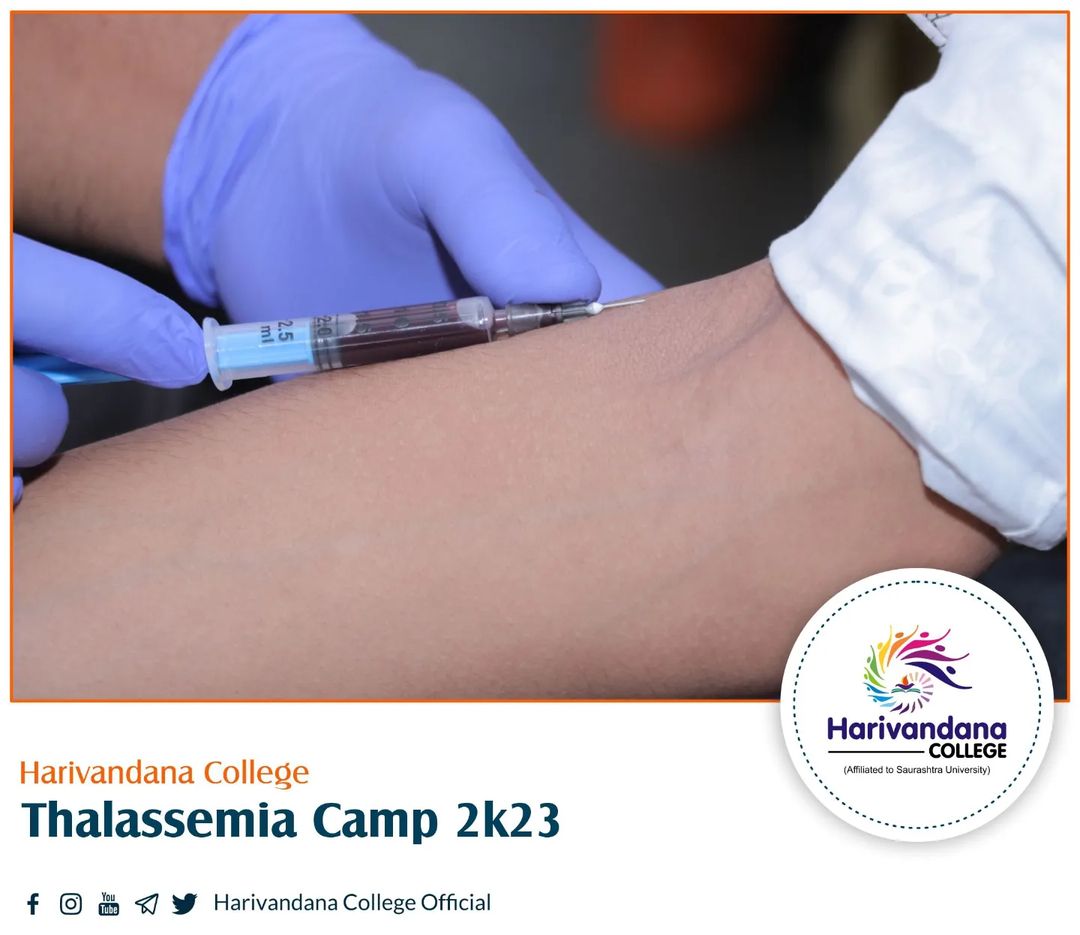 2.5
ml
Harivandana
COLLEGE
(Affiliated to Saurashtra University)
Harivandana College
Thalassemia Camp 2k23
You
Tube
Harivandana College Official